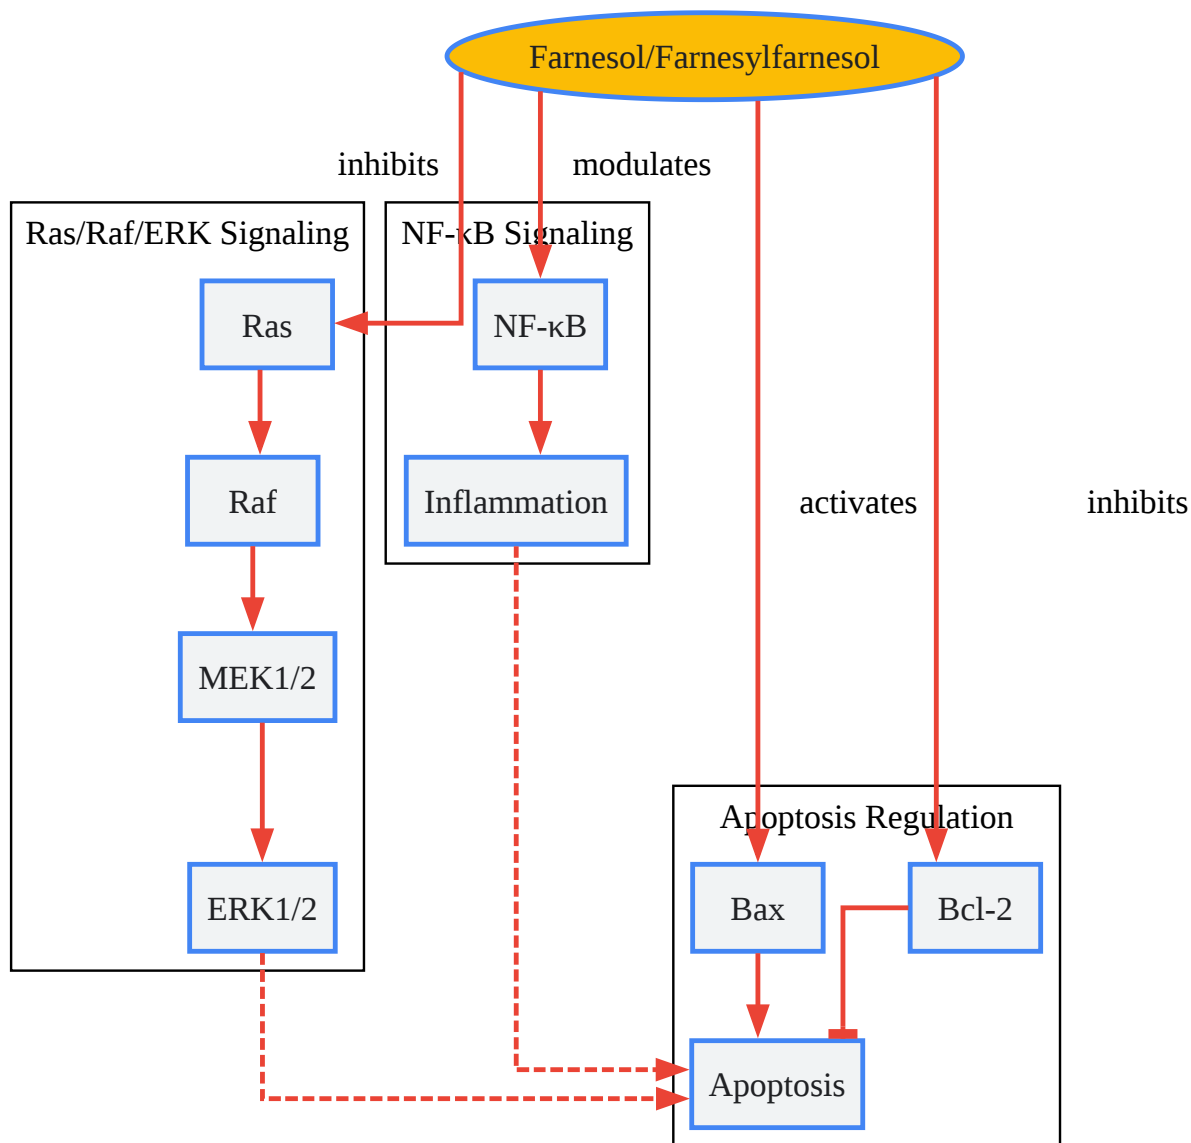 Farnesol/Farnesylfarnesol
inhibits
modulates
Ras/Raf/ERK Signaling
NF-κB Signaling
Ras
NF-κB
Raf
Inflammation
activates
inhibits
MEK1/2
Apoptosis Regulation
ERK1/2
Bax
Bcl-2
Apoptosis